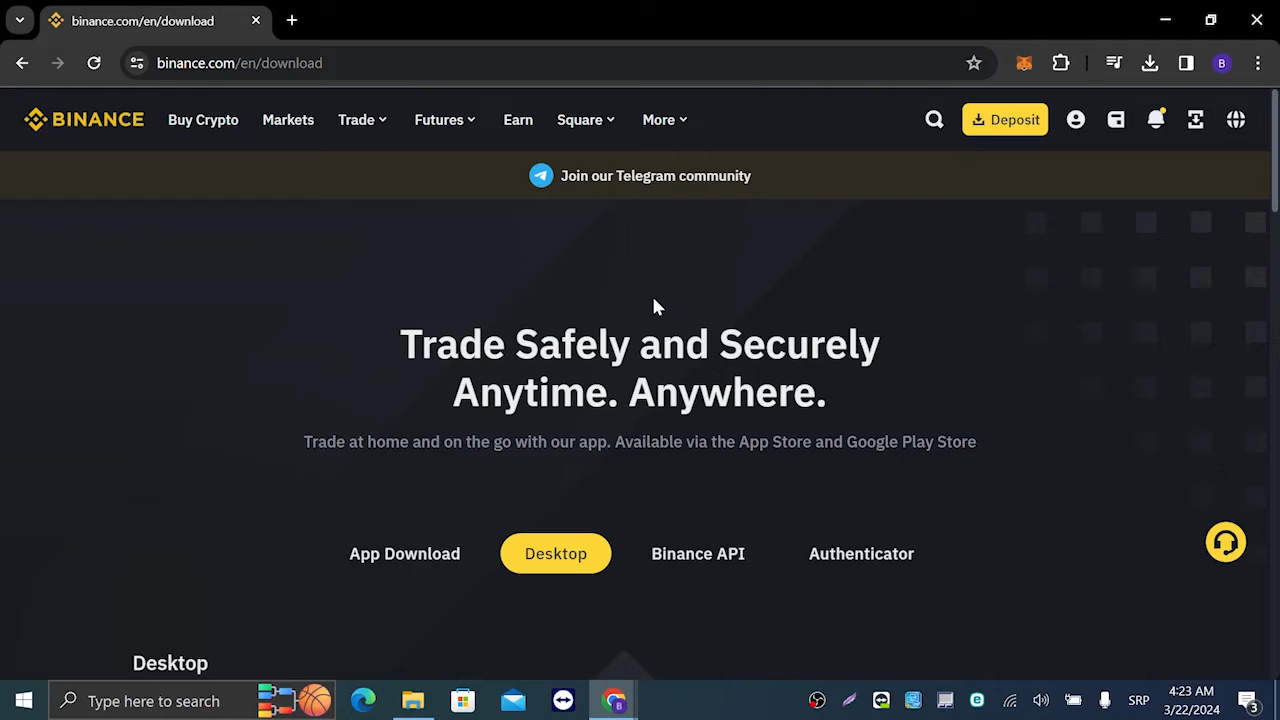 binance.com/en/download
binance.com/en/download
B
BINANCE
Buy Crypto
Markets
Trade
Futures
Earn
Square
More
Deposit
Join our Telegram community
Trade Safely and Securely
Anytime. Anywhere.
Trade at home and on the go with our app. Available via the App Store and Google Play Store
App Download
Desktop
Binance API
Authenticator
Desktop
Type here to search
B
SRP
4:23 AM
3/22/2024
3